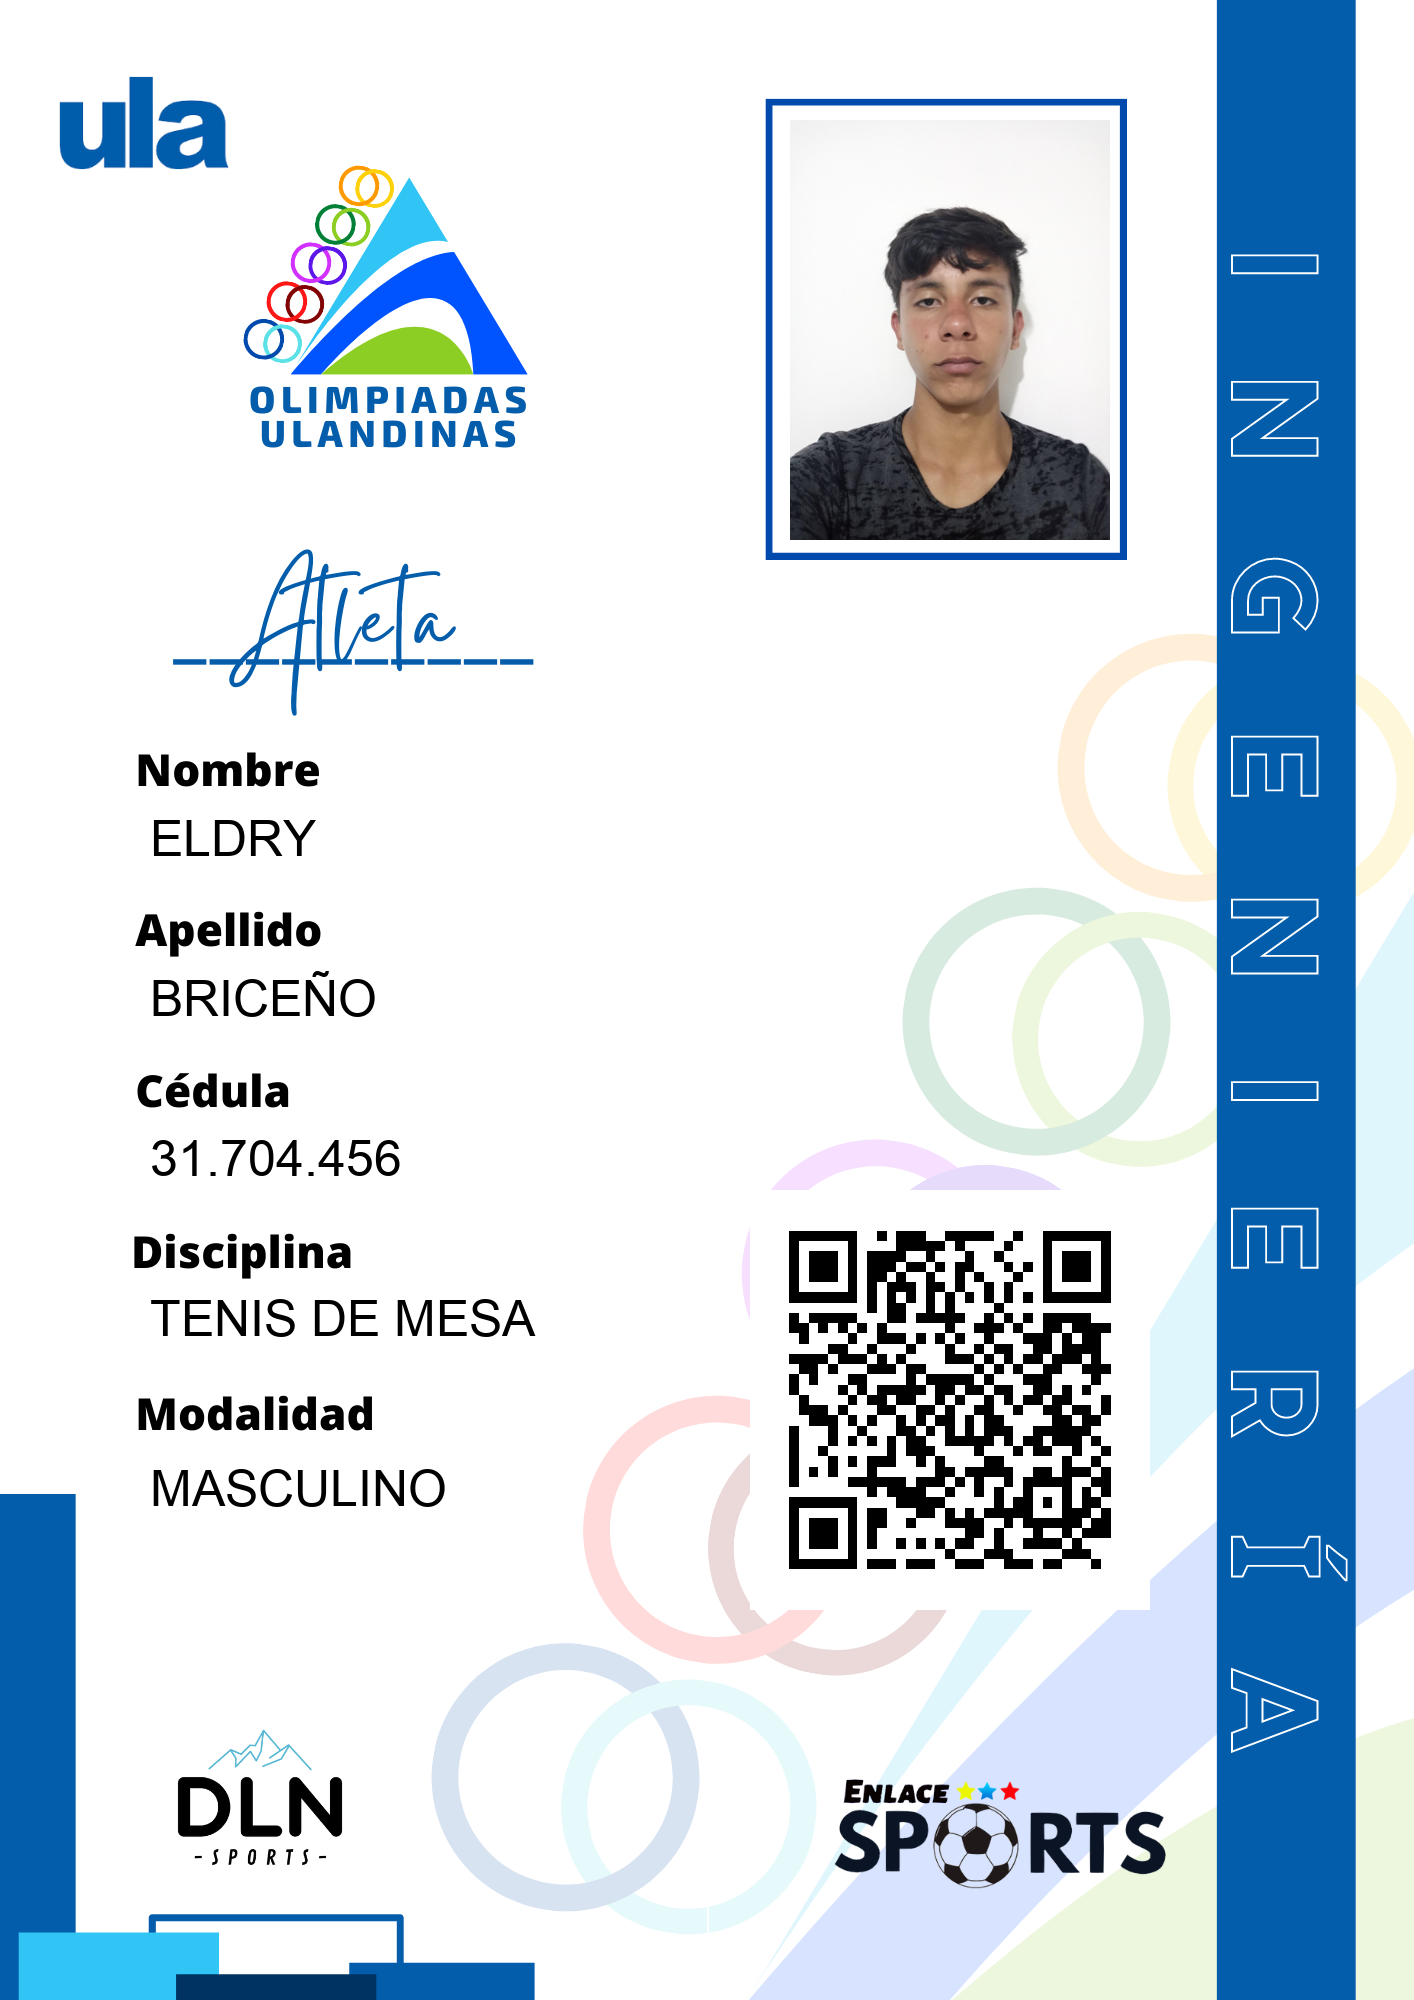 ula
OLIMPIADAS
ULANDINAS
Atleta
Nombre
ELDRY
Apellido
BRICEÑO
Cédula
31.704.456
Disciplina
TENIS DE MESA
Modalidad
MASCULINO
DLN
-SPORTS-
ENLACE
SPORTS
INGENIERÍA